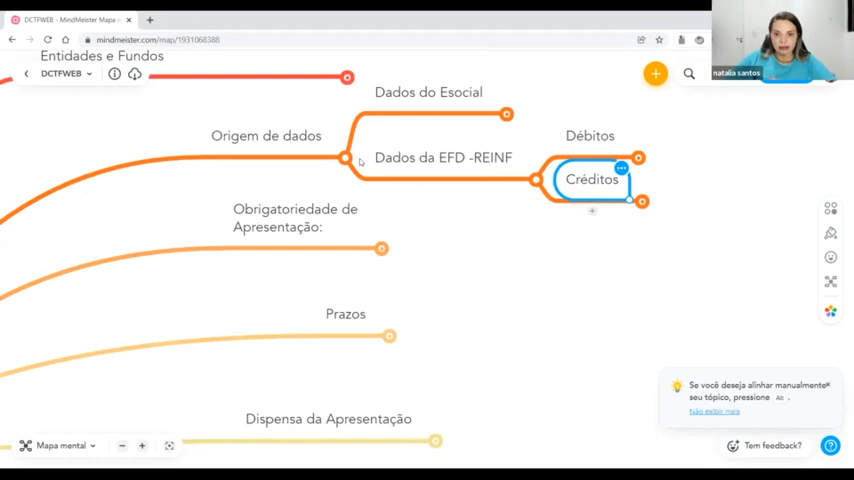 DCTFWEB - MindMeister Mapa
mindmeister.com/map/1931068388
Entidades e Fundos
DCTFWEB
natalia santos
Dados do Esocial
Origem de dados
Débitos
Dados da EFD -REINF
Créditos
Obrigatoriedade de
Apresentação:
Prazos
Se você deseja alinhar manualmente
seu tópico, pressione Alt .
Não exibir mais
Dispensa da Apresentação
Mapa mental
Tem feedback?